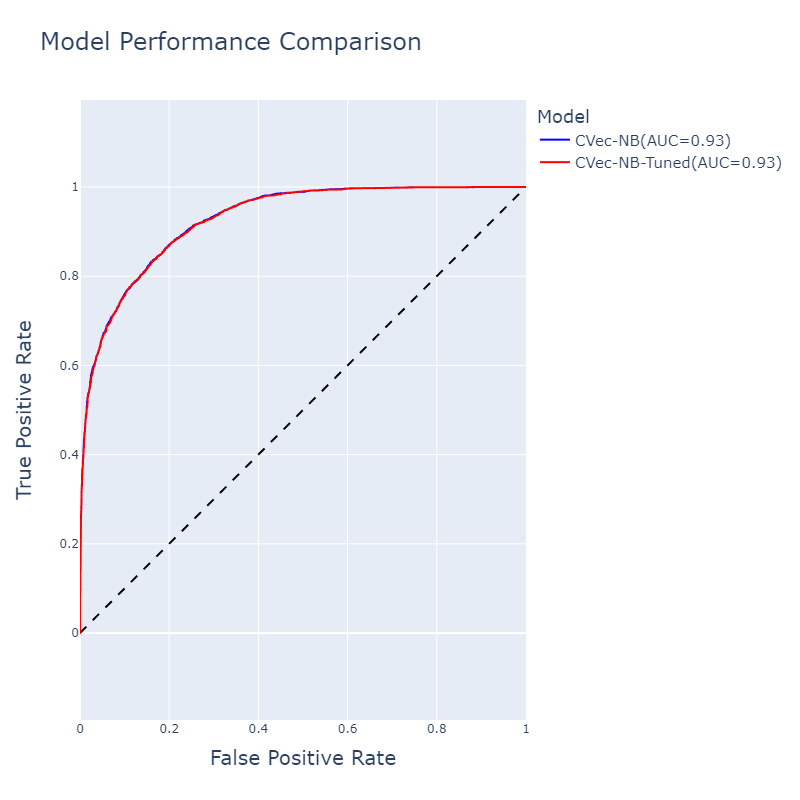 Model Performance Comparison
Model
CVec-NB(AUC=0.93)
CVec-NB-Tuned(AUC=0.93)
True Positive Rate
1
0.8
0.6
0.4
0.2
0
0
0.2
0.4
0.6
0.8
1
False Positive Rate